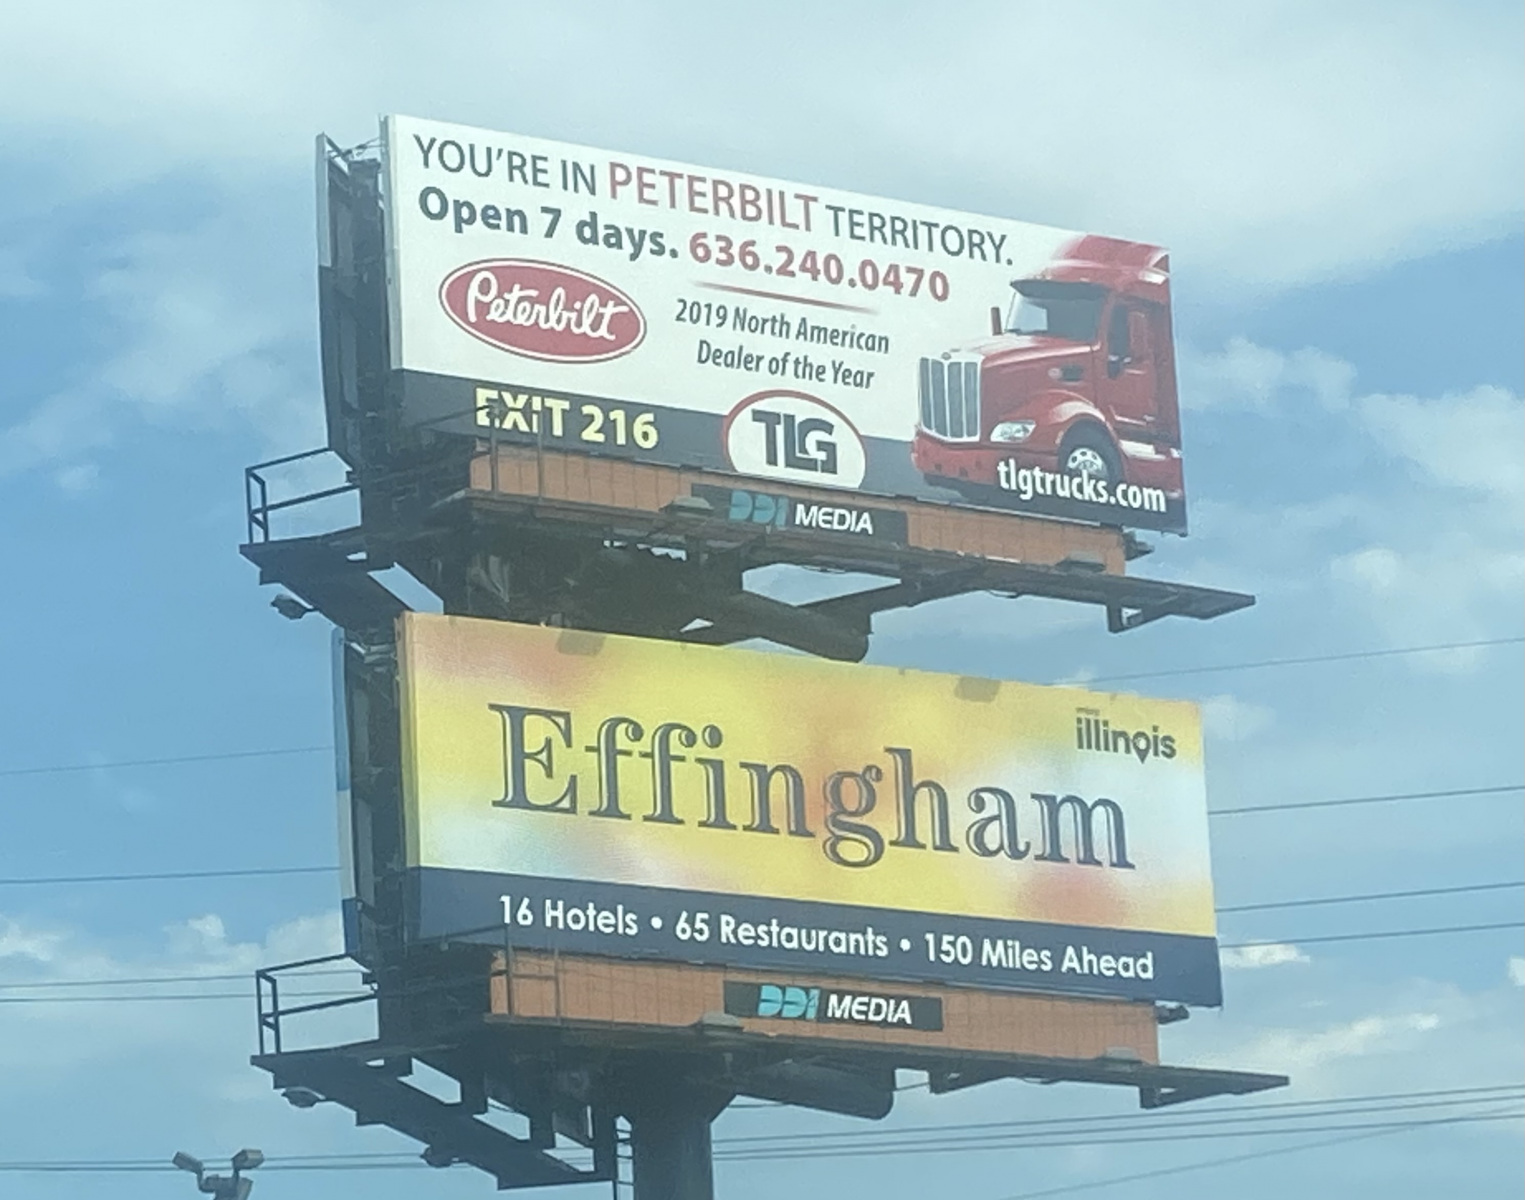 YOU'RE IN PETERBILT TERRITORY.
Open 7 days. 636.240.0470
Peterbilt
2019 North American
Dealer of the Year
EXIT 216
TLG
tlgtrucks.com
DDI MEDIA
illinois
Effingham
16 Hotels • 65 Restaurants • 150 Miles Ahead
DDI MEDIA